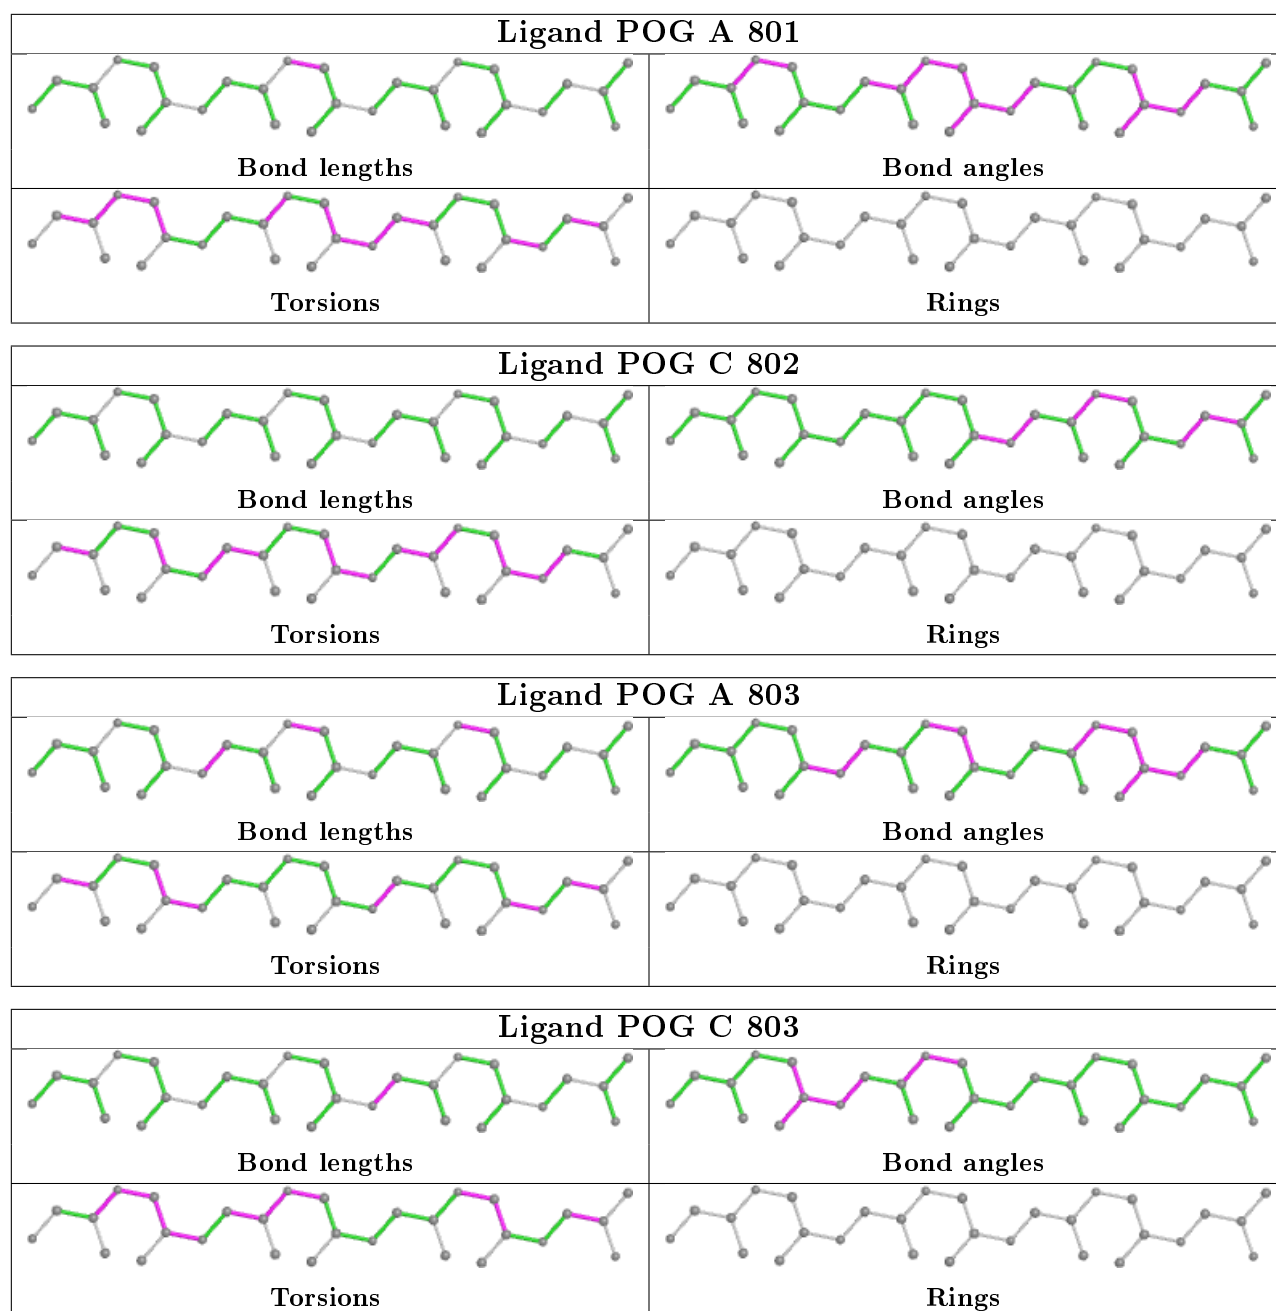 Ligand POG A 801
Bond lengths
Bond angles
Torsions
Rings
Ligand POG C 802
Bond lengths
Bond angles
Torsions
Rings
Ligand POG A 803
Bond lengths
Bond angles
Torsions
Rings
Ligand POG C 803
Bond lengths
Bond angles
Torsions
Rings